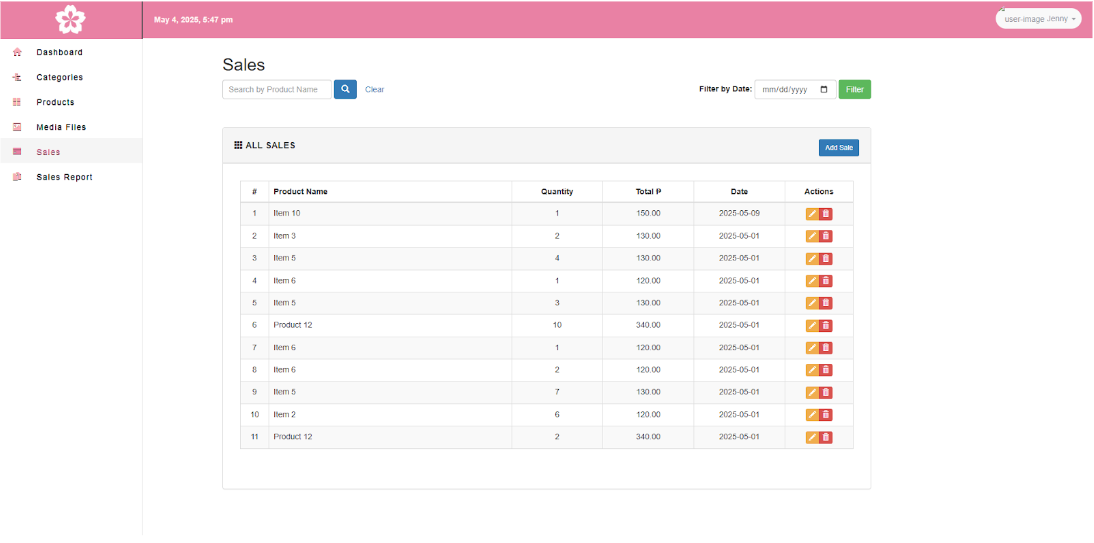 May 4, 2025, 5:47 pm
user-image Jenny
Dashboard
Categories
Products
Media Files
Sales
Sales Report
Sales
Search by Product Name
Clear
Filter by Date: mm/dd/yyyy Filter
ALL SALES
Add Sale
# Product Name Quantity Total ₱ Date Actions
1 Item 10 1 150.00 2025-05-09
2 Item 3 2 130.00 2025-05-01
3 Item 5 4 130.00 2025-05-01
4 Item 6 1 120.00 2025-05-01
5 Item 5 3 130.00 2025-05-01
6 Product 12 10 340.00 2025-05-01
7 Item 6 1 120.00 2025-05-01
8 Item 6 2 120.00 2025-05-01
9 Item 5 7 130.00 2025-05-01
10 Item 2 6 120.00 2025-05-01
11 Product 12 2 340.00 2025-05-01